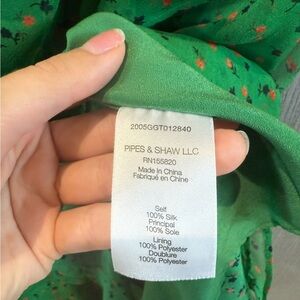 2005GGT012840
PIPES & SHAW LLC
RN155820
Made in China
Fabriqué en Chine
Self
100% Silk
Principal
100% Soie
Lining
100% Polyester
Doublure
100% Polyester